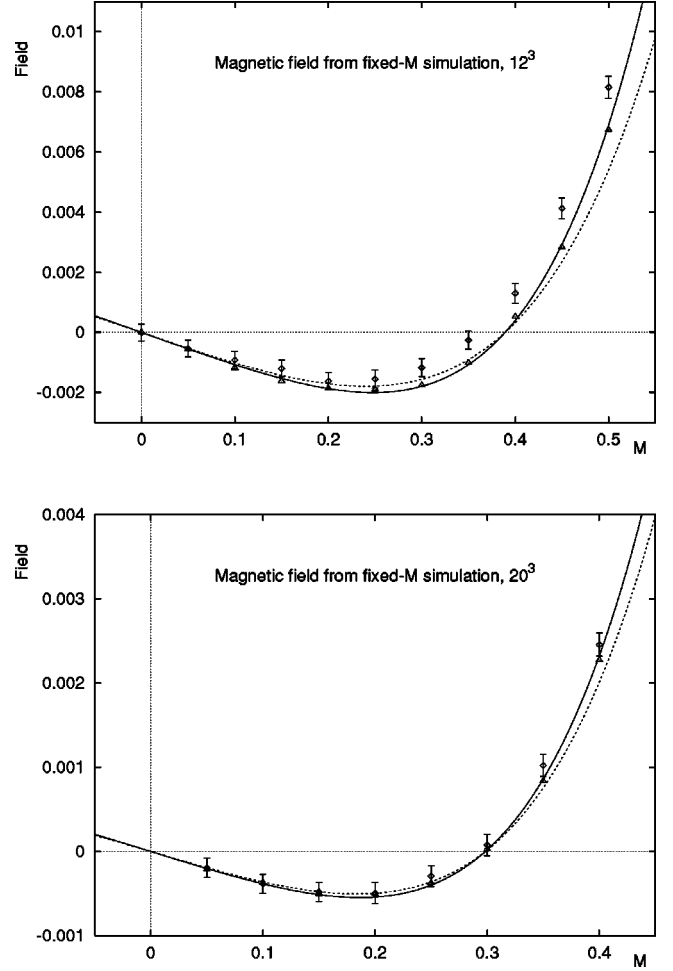 0.01
0.008
0.006
0.004
0.002
0
-0.002
Field
Magnetic field from fixed-M simulation, 12³
0 0.1 0.2 0.3 0.4 0.5 M
0.004
0.003
0.002
0.001
0
-0.001
Field
Magnetic field from fixed-M simulation, 20³
0 0.1 0.2 0.3 0.4 M